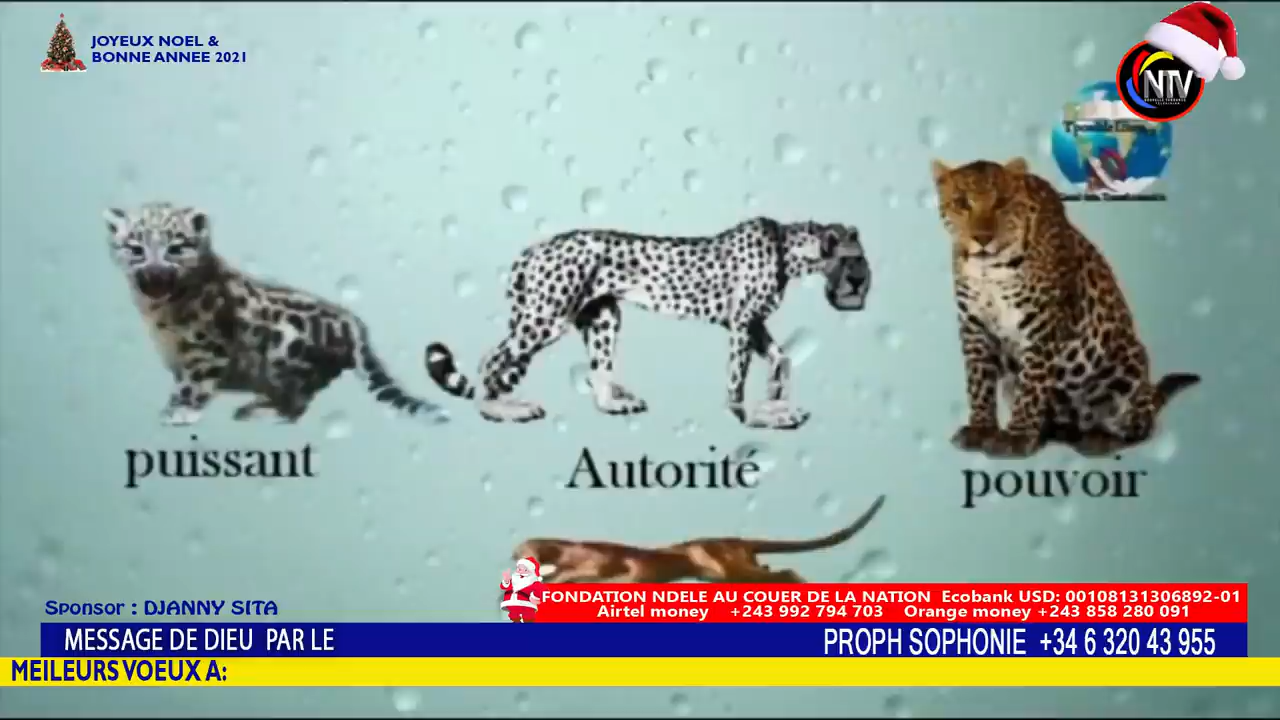 JOYEUX NOEL &
BONNE ANNEE 2021
NTV
puissant
Autorité
pouvoir
FONDATION NDELE AU COUER DE LA NATION Ecobank USD: 00108131306892-01
Airtel money +243 992 794 703 Orange money +243 858 280 091
Sponsor : DJANNY SITA
MESSAGE DE DIEU PAR LE PROPH SOPHONIE +34 6 320 43 955
MEILEURS VOEUX A: